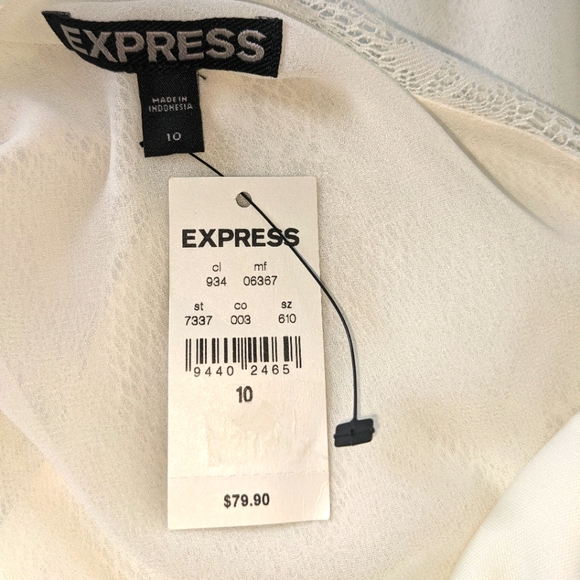 EXPRESS
MADE IN
INDONESIA
10
EXPRESS
cl mf
934 06367
st co sz
7337 003 610
9440 2465
10
$79.90